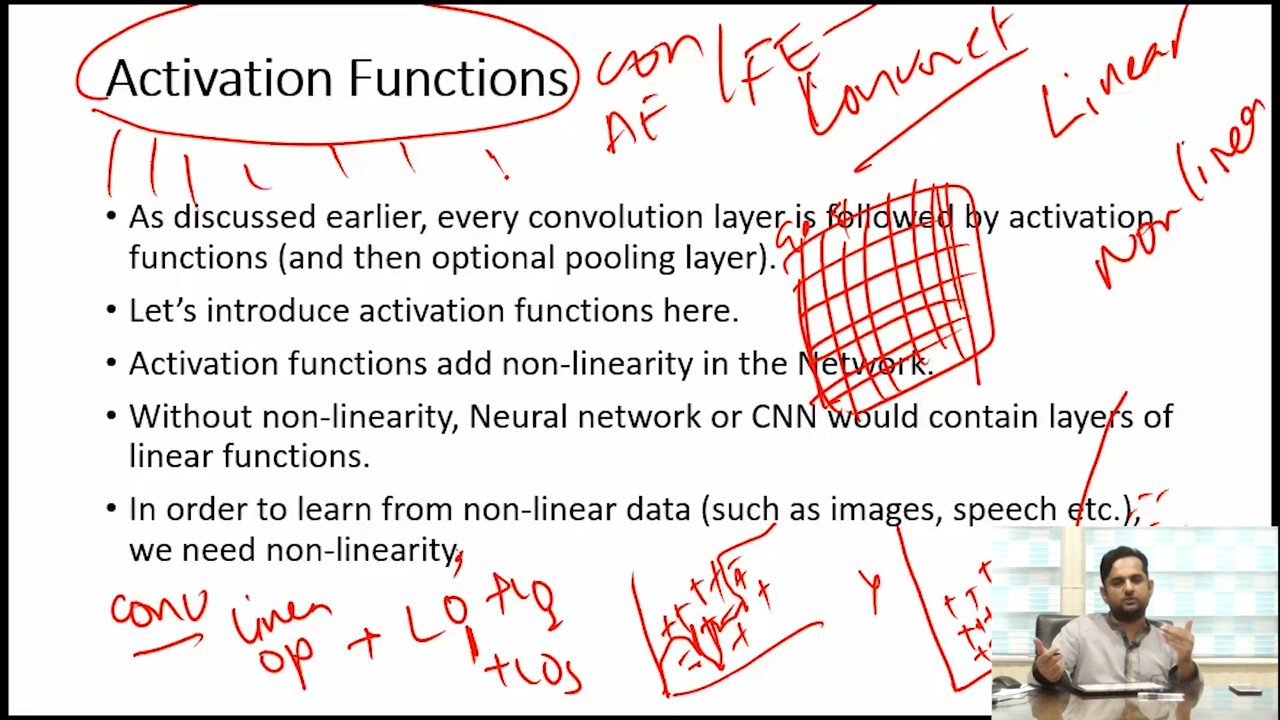 Activation Functions
con
FE
AF
Convonct
Linear
Non linear
• As discussed earlier, every convolution layer is followed by activation
functions (and then optional pooling layer).
• Let’s introduce activation functions here.
• Activation functions add non-linearity in the Network.
• Without non-linearity, Neural network or CNN would contain layers of
linear functions.
• In order to learn from non-linear data (such as images, speech etc.),
we need non-linearity.
conv linear
op + LO